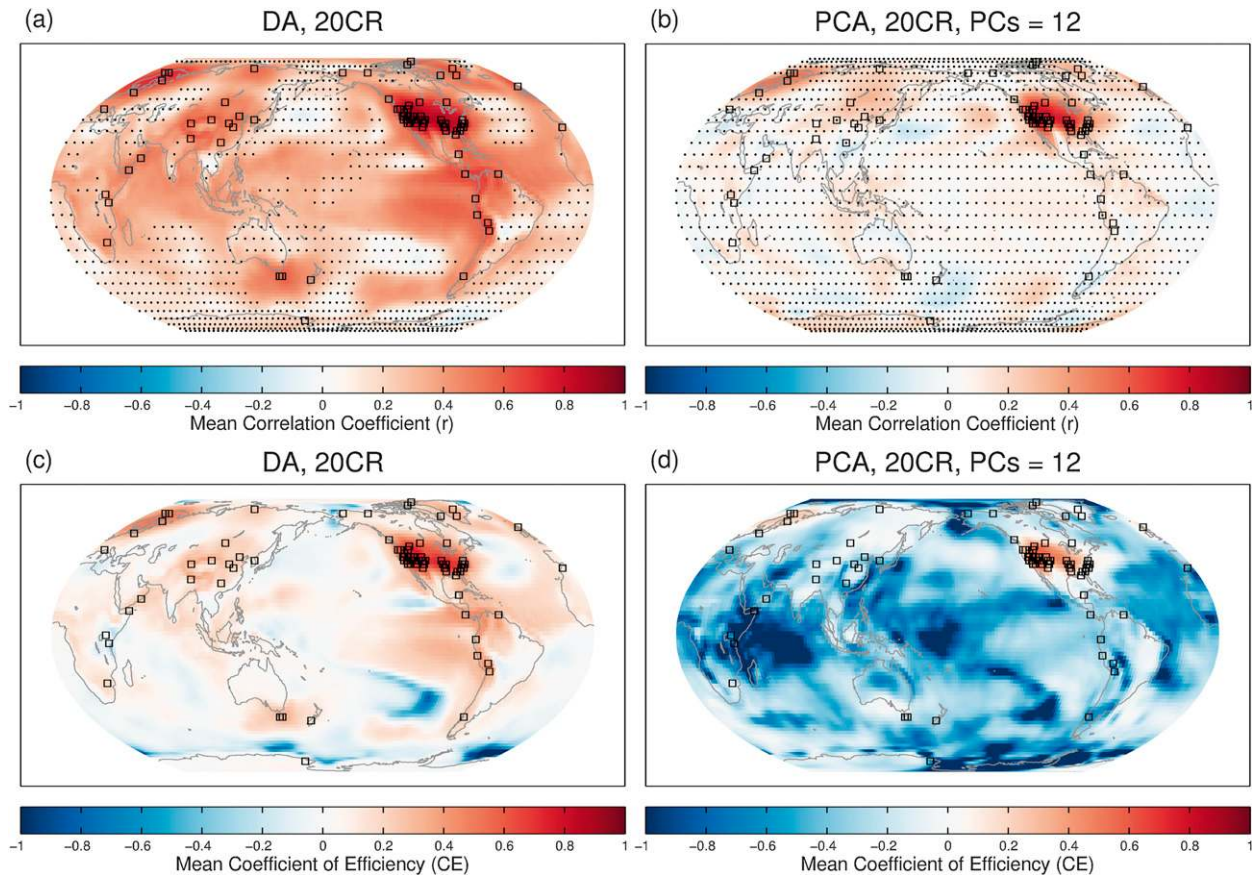 (a) DA, 20CR
(b) PCA, 20CR, PCs = 12
−1 −0.8 −0.6 −0.4 −0.2 0 0.2 0.4 0.6 0.8 1
Mean Correlation Coefficient (r)
−1 −0.8 −0.6 −0.4 −0.2 0 0.2 0.4 0.6 0.8 1
Mean Correlation Coefficient (r)
(c) DA, 20CR
(d) PCA, 20CR, PCs = 12
−1 −0.8 −0.6 −0.4 −0.2 0 0.2 0.4 0.6 0.8 1
Mean Coefficient of Efficiency (CE)
−1 −0.8 −0.6 −0.4 −0.2 0 0.2 0.4 0.6 0.8 1
Mean Coefficient of Efficiency (CE)